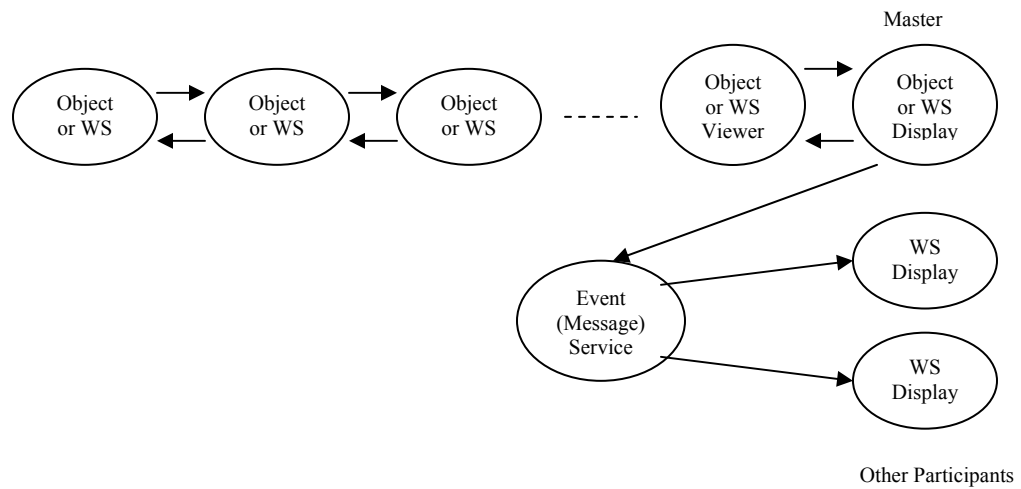 Master
Object
or WS
Object
or WS
Object
or WS
Object
or WS
Viewer
Object
or WS
Display
Event
(Message)
Service
WS
Display
WS
Display
Other Participants